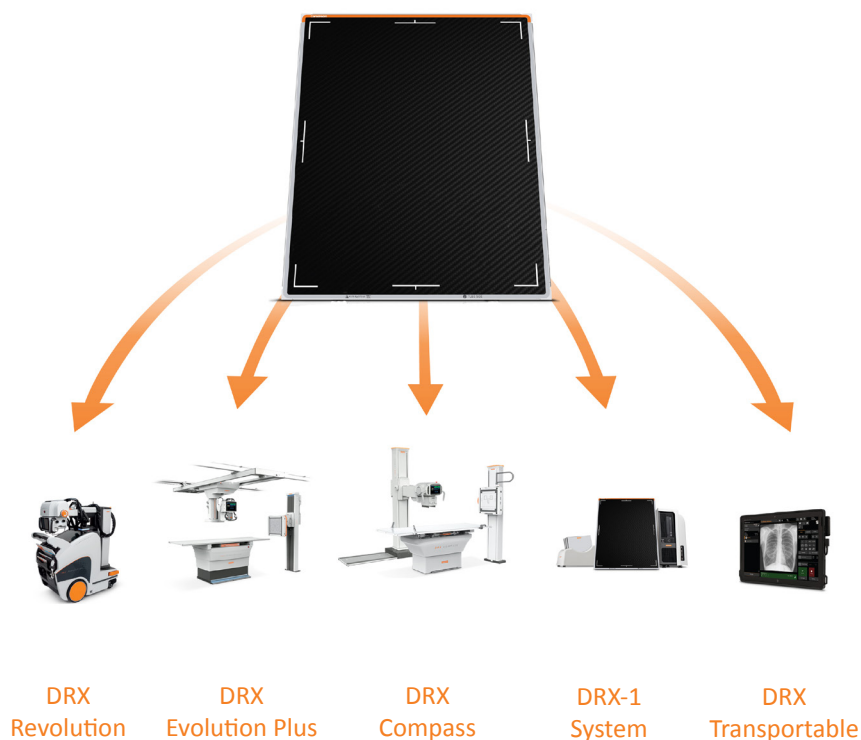 DRX
Revolution
DRX
Evolution Plus
DRX
Compass
DRX-1
System
DRX
Transportable